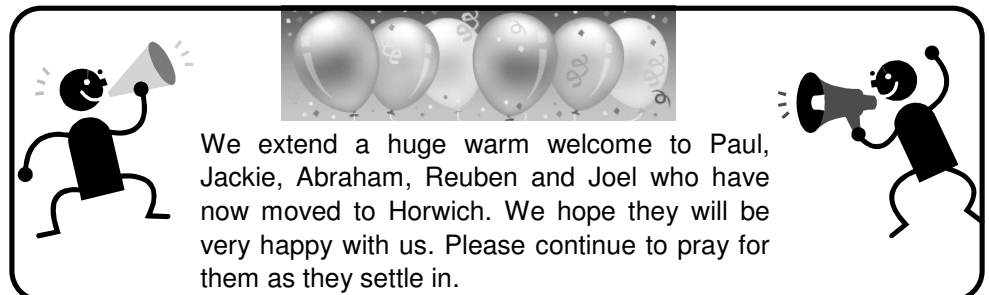 We extend a huge warm welcome to Paul,
Jackie, Abraham, Reuben and Joel who have
now moved to Horwich. We hope they will be
very happy with us. Please continue to pray for
them as they settle in.